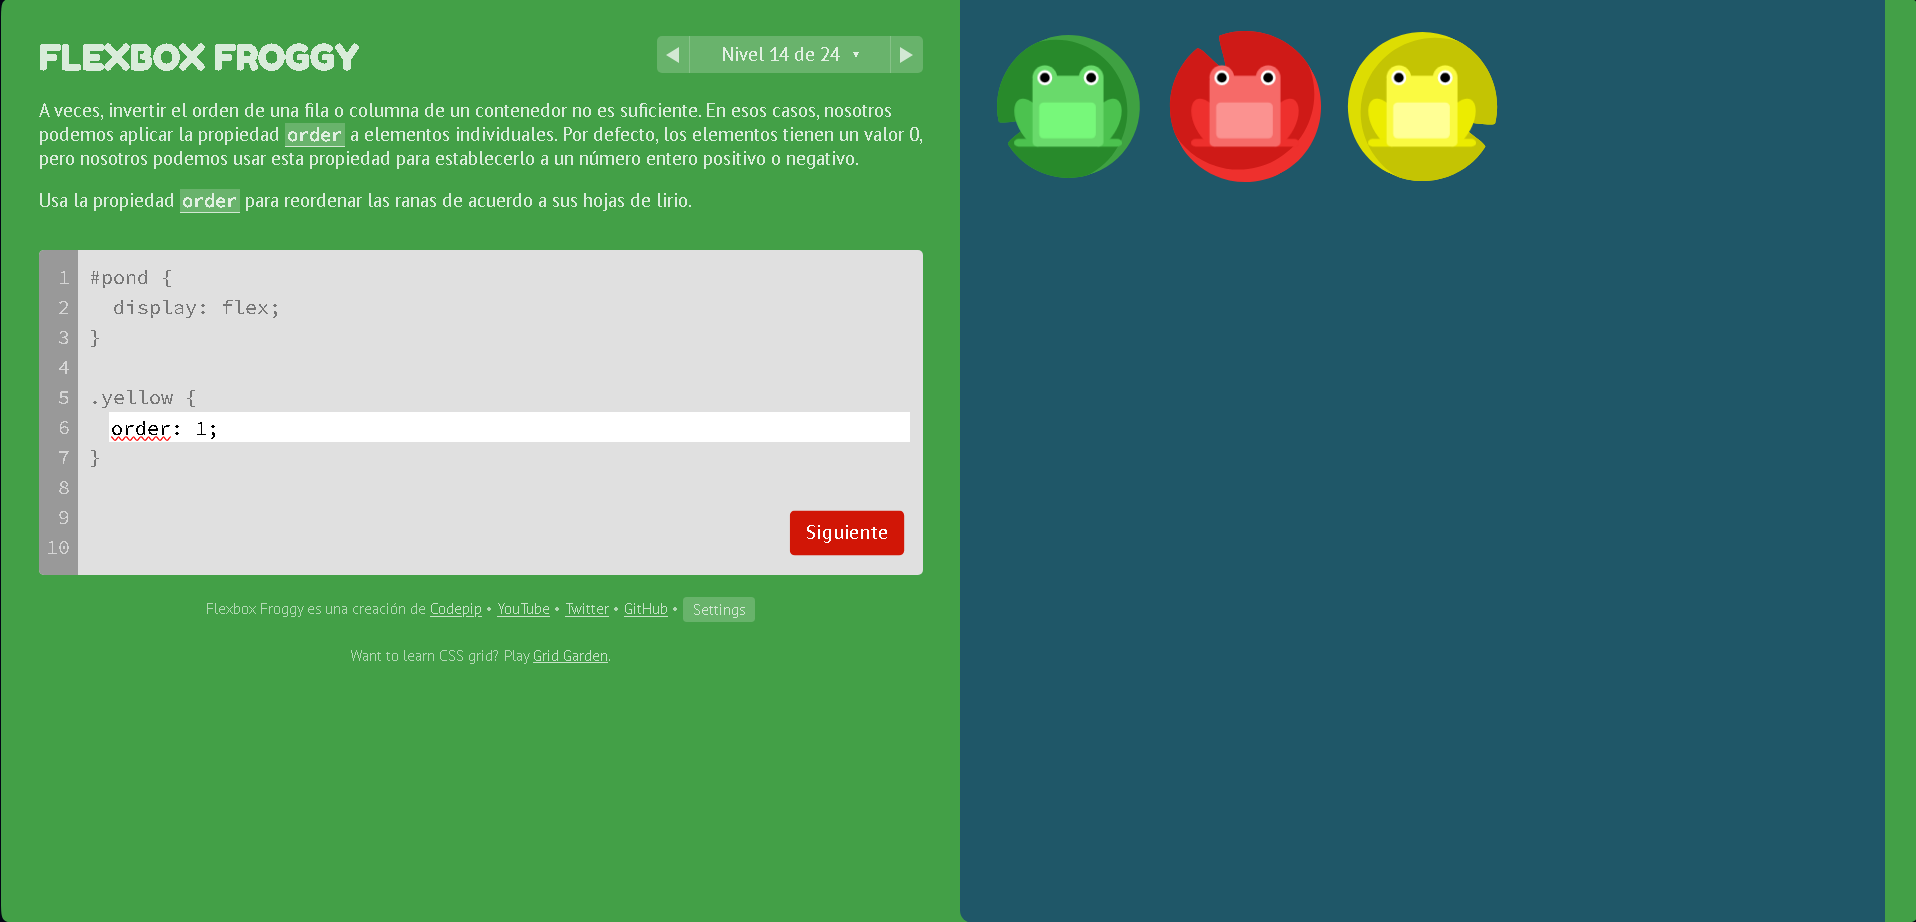 FLEXBOX FROGGY
Nivel 14 de 24
A veces, invertir el orden de una fila o columna de un contenedor no es suficiente. En esos casos, nosotros
podemos aplicar la propiedad order a elementos individuales. Por defecto, los elementos tienen un valor 0,
pero nosotros podemos usar esta propiedad para establecerlo a un número entero positivo o negativo.
Usa la propiedad order para reordenar las ranas de acuerdo a sus hojas de lirio.
1 #pond {
2 display: flex;
3 }
4
5 .yellow {
6 order: 1;
7 }
8
9
10
Siguiente
Flexbox Froggy es una creación de Codepip • YouTube • Twitter • GitHub • Settings
Want to learn CSS grid? Play Grid Garden.